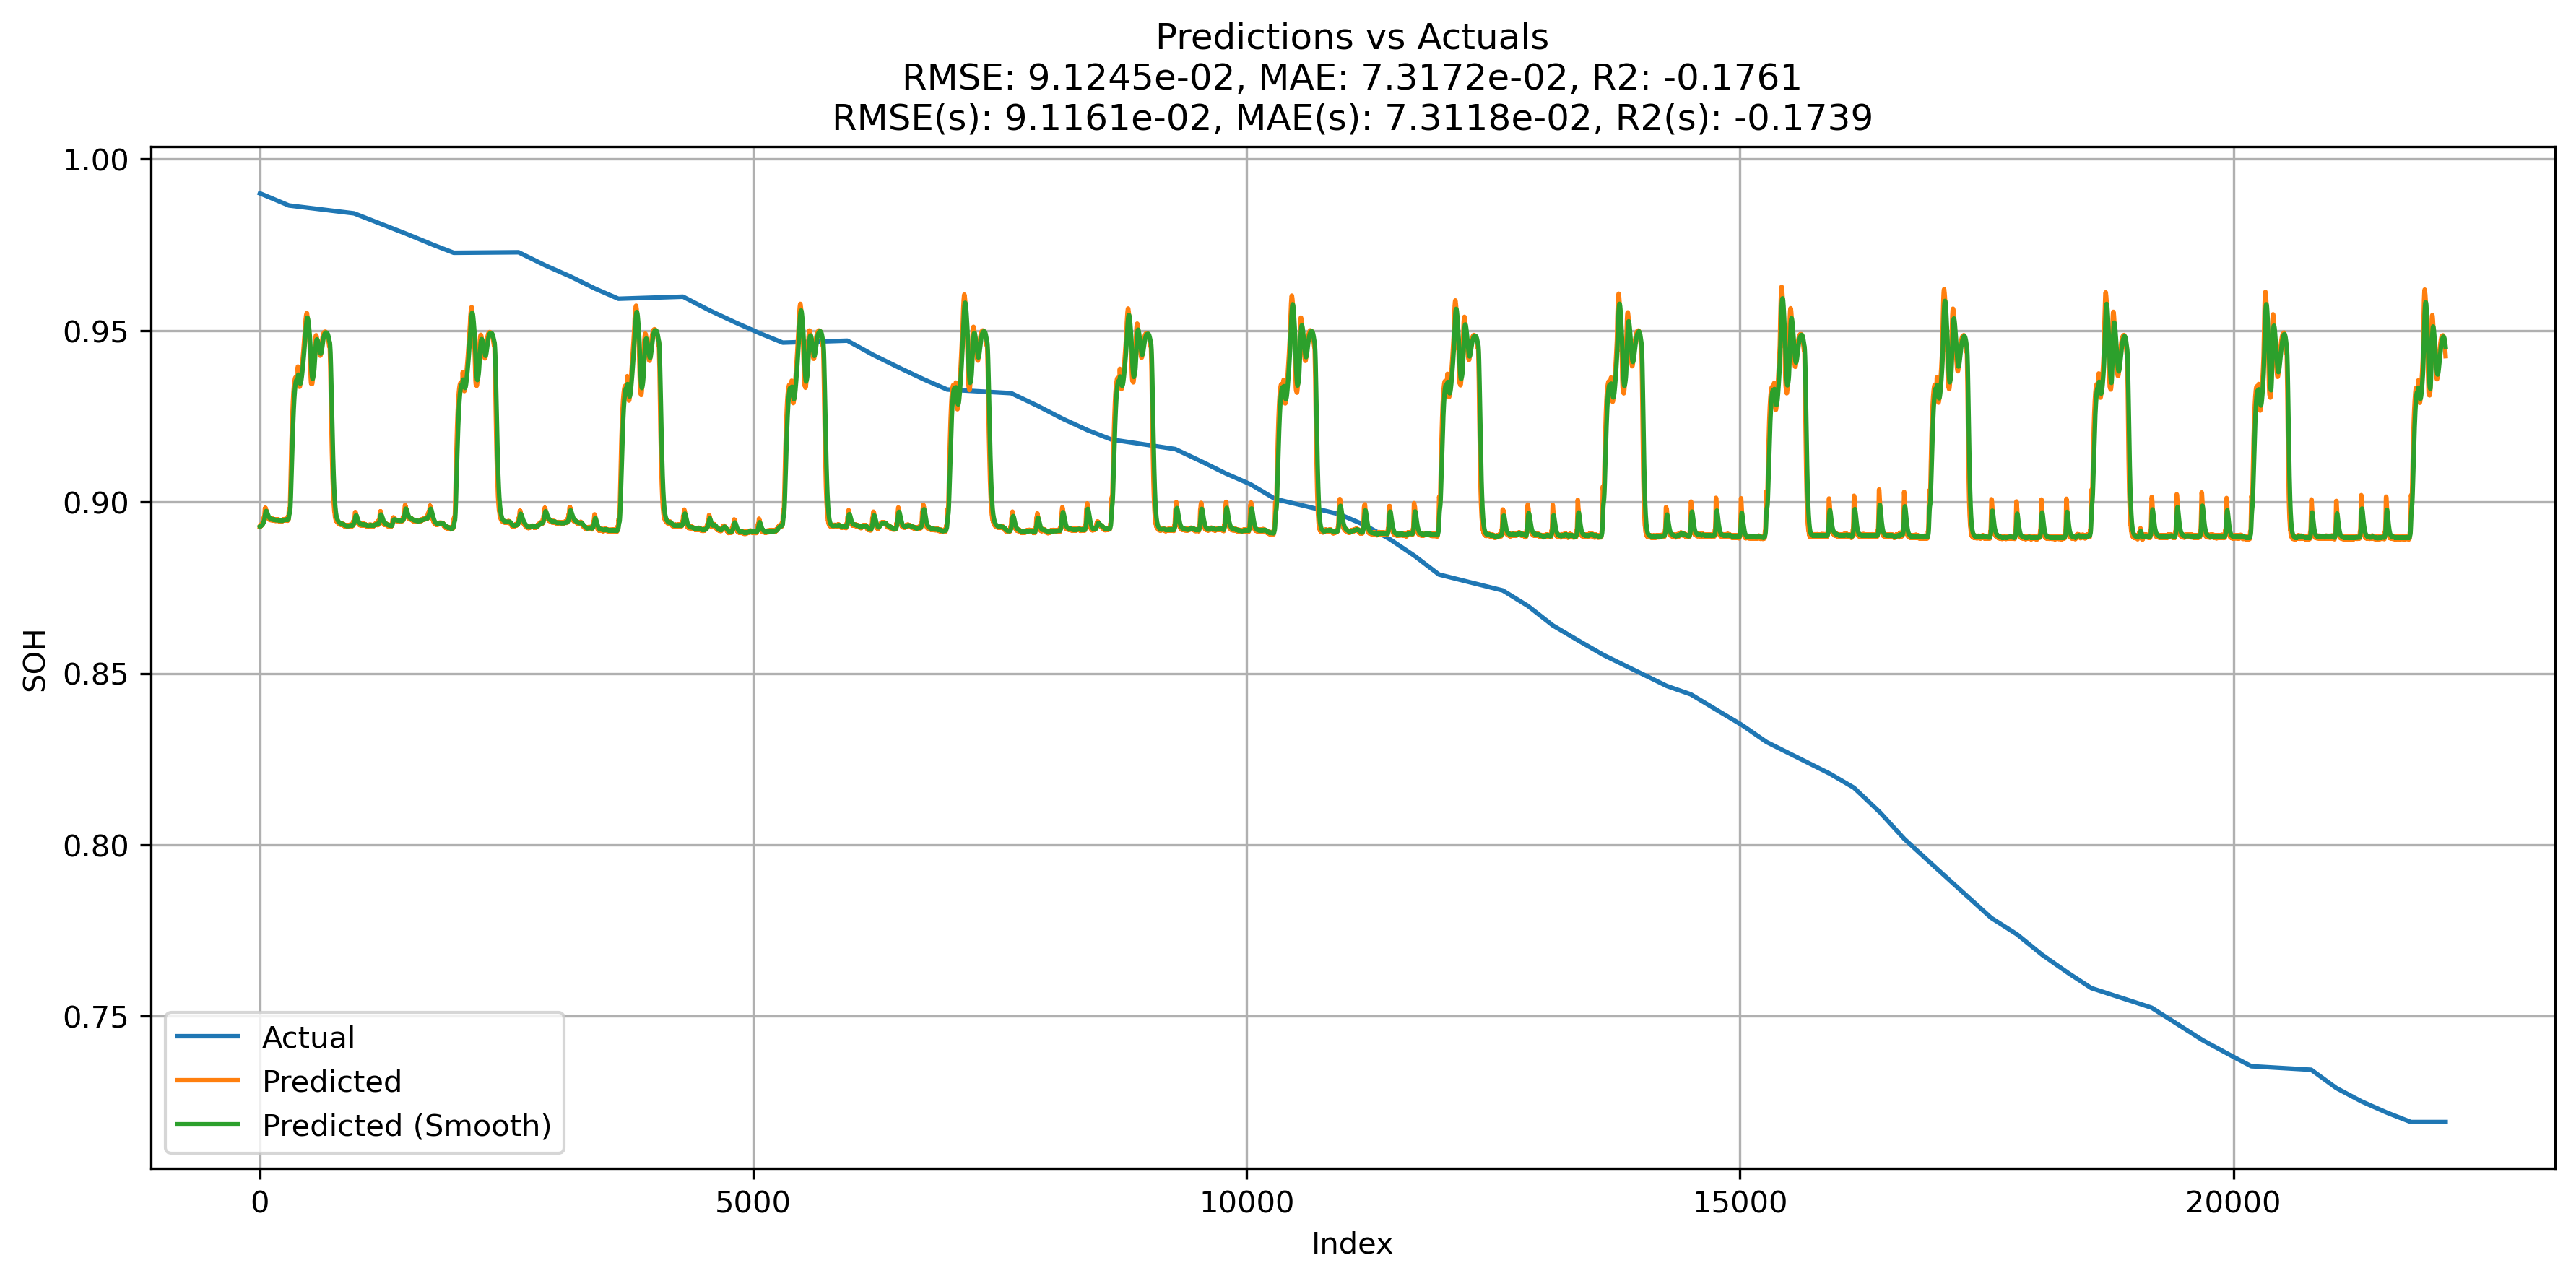 Predictions vs Actuals
RMSE: 9.1245e-02, MAE: 7.3172e-02, R2: -0.1761
RMSE(s): 9.1161e-02, MAE(s): 7.3118e-02, R2(s): -0.1739
1.00
0.95
0.90
0.85
0.80
0.75
SOH
Actual
Predicted
Predicted (Smooth)
0 5000 10000 15000 20000
Index